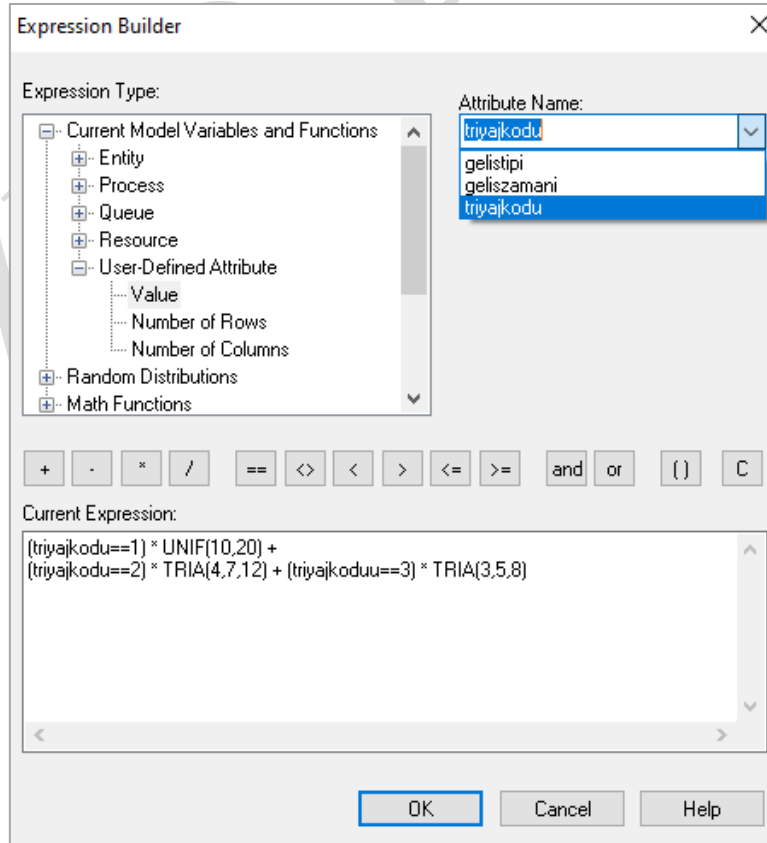 Expression Builder
Expression Type:
Attribute Name:
Current Model Variables and Functions
Entity
Process
Queue
Resource
User-Defined Attribute
Value
Number of Rows
Number of Columns
Random Distributions
Math Functions
triyajkodu
gelistipi
geliszamani
triyajkodu
+ - * / == <> < > <= >= and or () C
Current Expression:
(triyajkodu==1) * UNIF(10,20) +
(triyajkodu==2) * TRIA(4,7,12) + (triyajkoduu==3) * TRIA(3,5,8)
OK Cancel Help